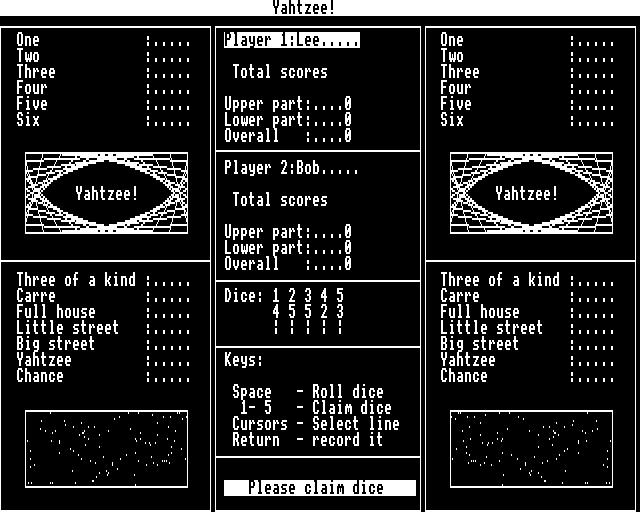 Yahtzee!
One :.....
Two :.....
Three :.....
Four :.....
Five :.....
Six :.....
Yahtzee!
Three of a kind :.....
Carre :.....
Full house :.....
Little street :.....
Big street :.....
Yahtzee :.....
Chance :.....
Player 1:Lee.....
Total scores
Upper part:....0
Lower part:....0
Overall :....0
Player 2:Bob.....
Total scores
Upper part:....0
Lower part:....0
Overall :....0
Dice: 1 2 3 4 5
4 5 5 2 3
¦ ¦ ¦ ¦ ¦
Keys:
Space - Roll dice
1- 5 - Claim dice
Cursors - Select line
Return - record it
Please claim dice
One :.....
Two :.....
Three :.....
Four :.....
Five :.....
Six :.....
Yahtzee!
Three of a kind :.....
Carre :.....
Full house :.....
Little street :.....
Big street :.....
Yahtzee :.....
Chance :.....